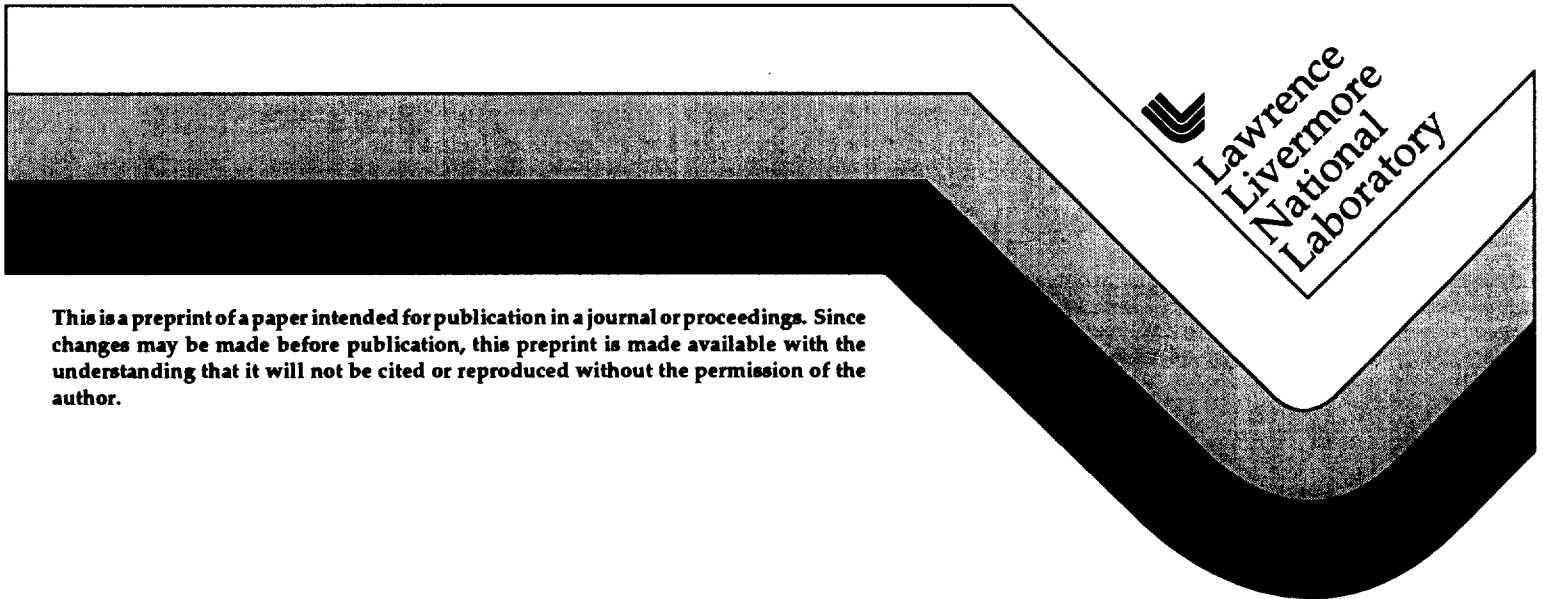 Lawrence
Livermore
National
Laboratory
This is a preprint of a paper intended for publication in a journal or proceedings. Since
changes may be made before publication, this preprint is made available with the
understanding that it will not be cited or reproduced without the permission of the
author.